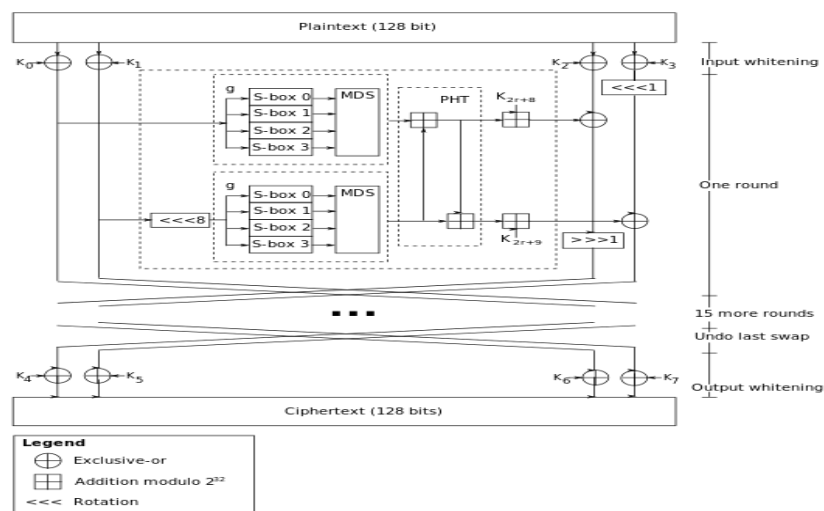 Plaintext (128 bit)
K0 K1 K2 K3 Input whitening
<<<1
g
S-box 0 MDS PHT K2r+8
S-box 1
S-box 2
S-box 3
One round
g
S-box 0 MDS
S-box 1
<<<8
S-box 2
S-box 3
K2r+9
>>>1
15 more rounds
Undo last swap
K4 K5 K6 K7 Output whitening
Ciphertext (128 bits)
Legend
Exclusive-or
Addition modulo 2³²
<<< Rotation